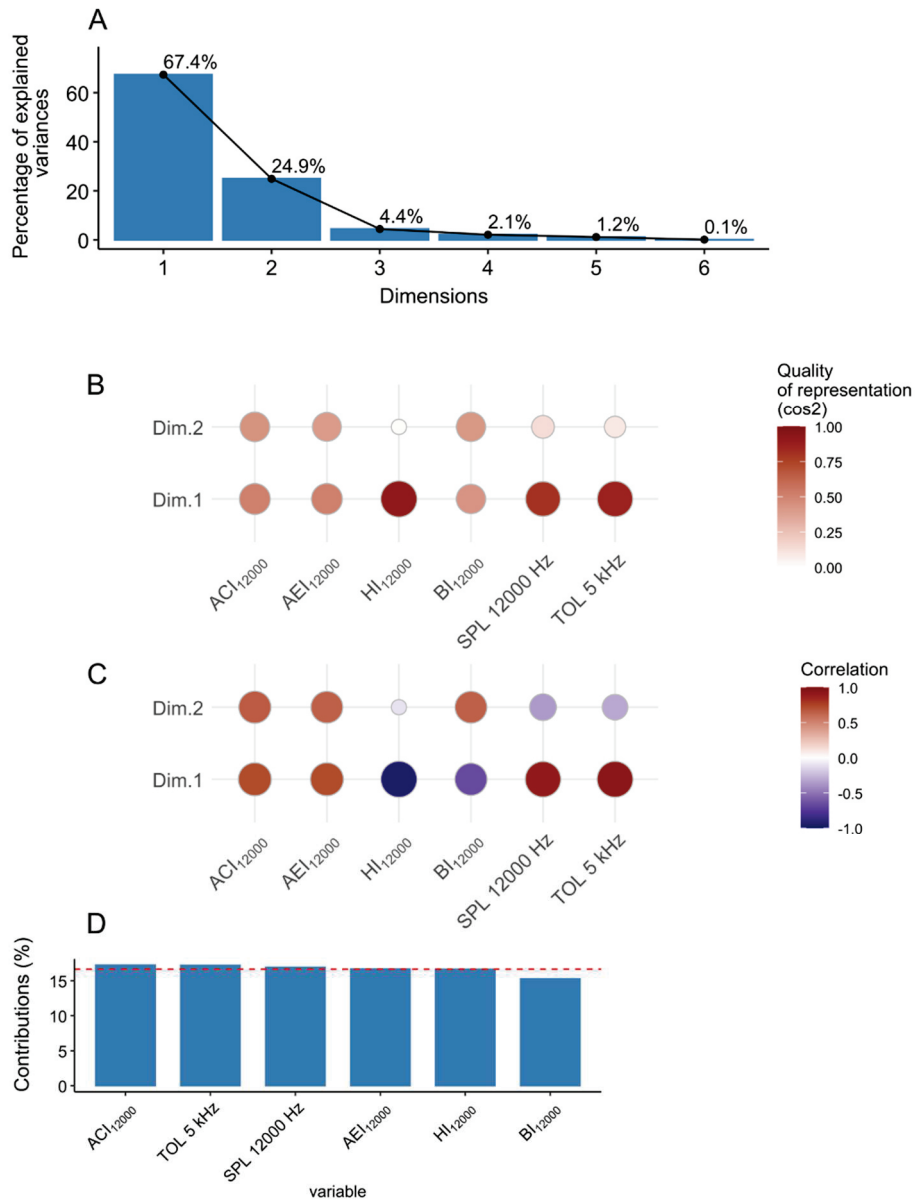 A
Percentage of explained
variances
60
40
20
0
67.4%
24.9%
4.4%
2.1%
1.2%
0.1%
1 2 3 4 5 6
Dimensions
B
Dim.2
Dim.1
ACI12000 AEI12000 HI12000 BI12000 SPL 12000 Hz TOL 5 kHz
Quality
of representation
(cos2)
1.00
0.75
0.50
0.25
0.00
C
Dim.2
Dim.1
ACI12000 AEI12000 HI12000 BI12000 SPL 12000 Hz TOL 5 kHz
Correlation
1.0
0.5
0.0
-0.5
-1.0
D
Contributions (%)
15
10
5
0
ACI12000 TOL 5 kHz SPL 12000 Hz AEI12000 HI12000 BI12000
variable